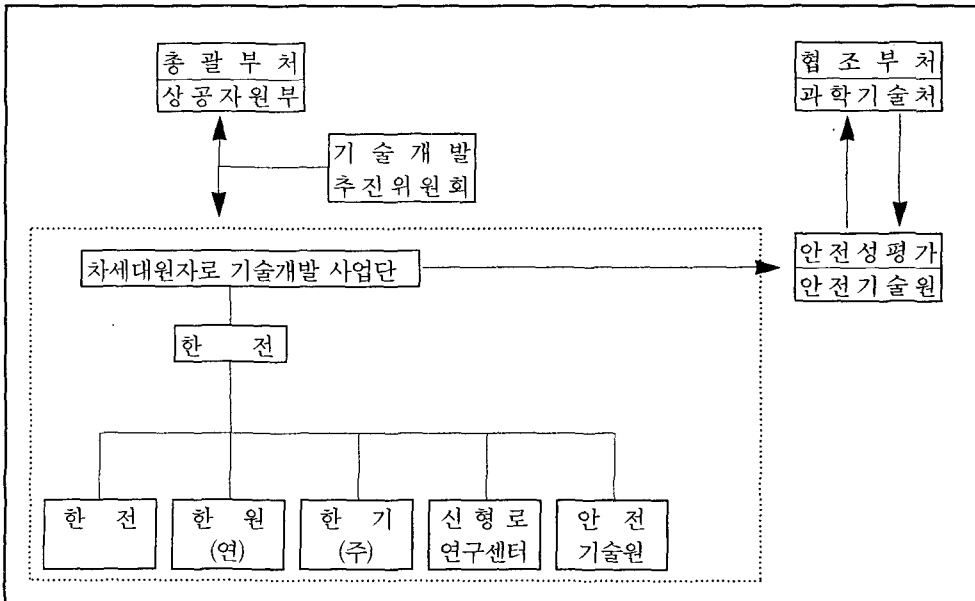 총괄부처
상공자원부
협조부처
과학기술처
기술개발
추진위원회
차세대원자로 기술개발 사업단
안전성평가
안전기술원
한 전
한 전
한 원
(연)
한 기
(주)
신형로
연구센터
안 전
기술원